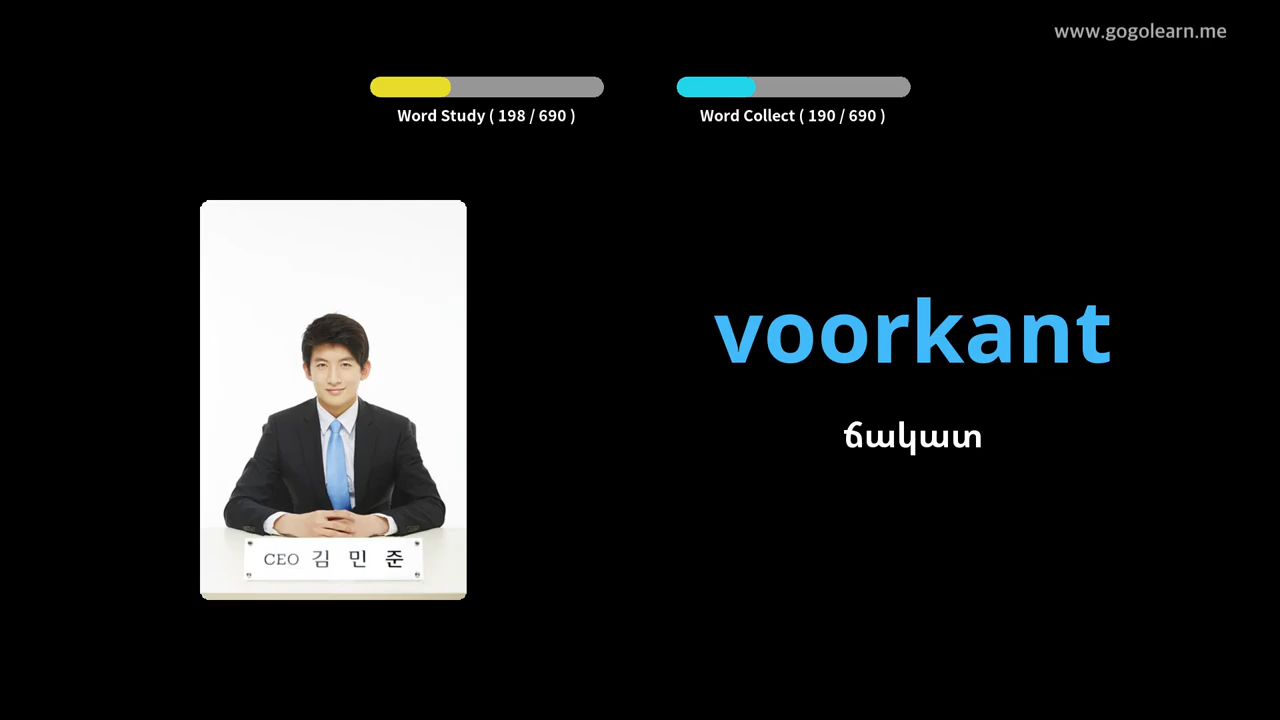 www.gogolearn.me
Word Study ( 198 / 690 )
Word Collect ( 190 / 690 )
voorkant
ճակատ
CEO 김 민 준